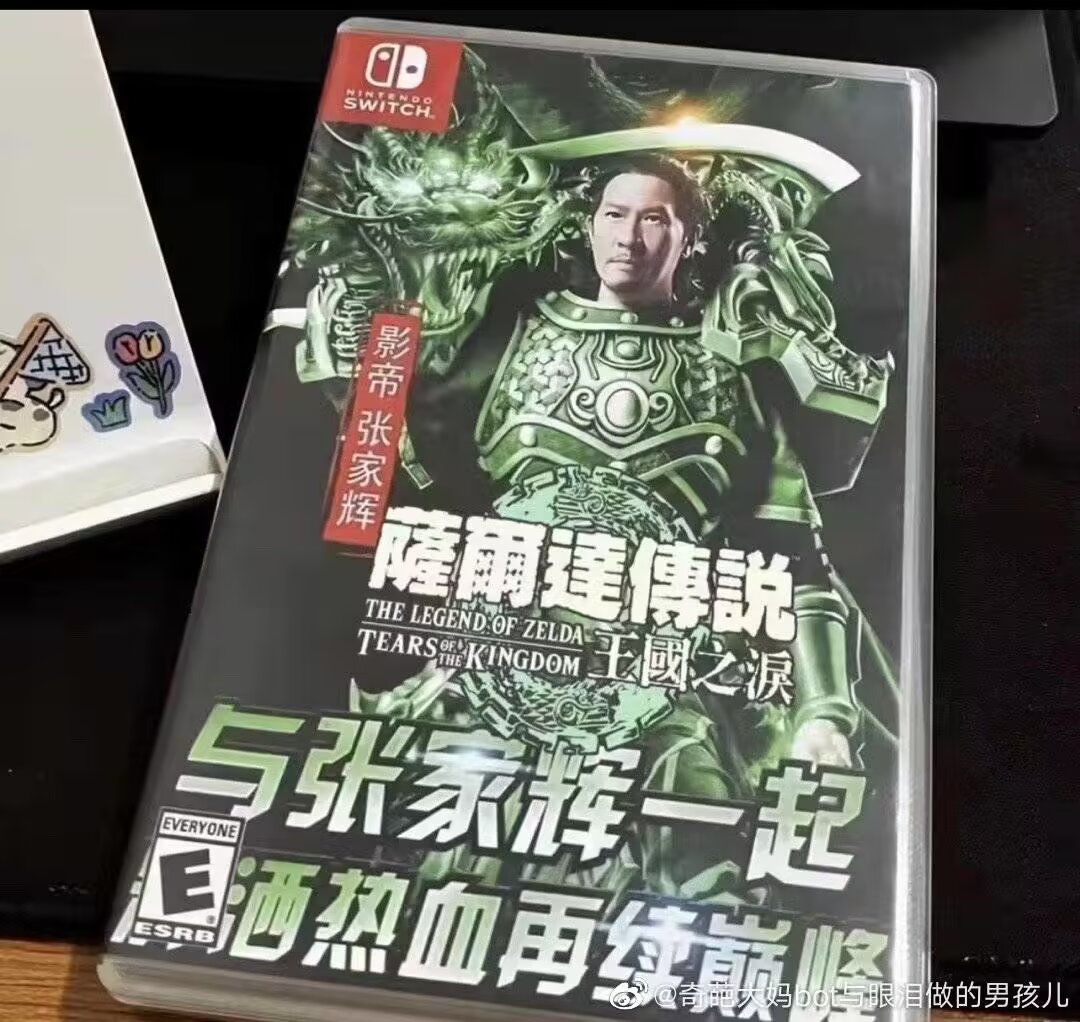 NINTENDO
SWITCH
影帝 张家辉
薩爾達傳説
THE LEGEND OF ZELDA
TEARS OF THE KINGDOM 王國之淚
与张家辉一起
洒热血再续巅峰
EVERYONE
E
ESRB
@奇葩大妈bot与眼泪做的男孩儿